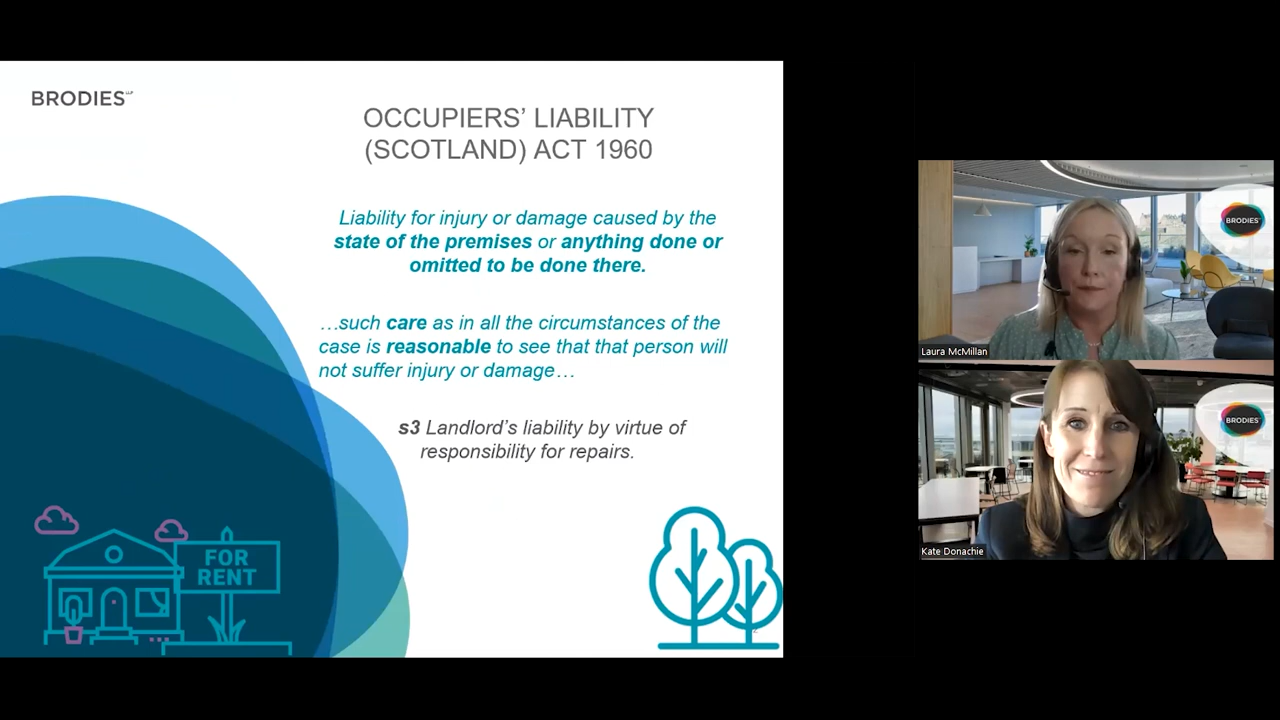 BRODIES LLP
OCCUPIERS' LIABILITY
(SCOTLAND) ACT 1960
Liability for injury or damage caused by the
state of the premises or anything done or
omitted to be done there.
…such care as in all the circumstances of the
case is reasonable to see that that person will
not suffer injury or damage…
s3 Landlord's liability by virtue of
responsibility for repairs.
FOR
RENT
BRODIES
Laura McMillan
BRODIES
Kate Donachie